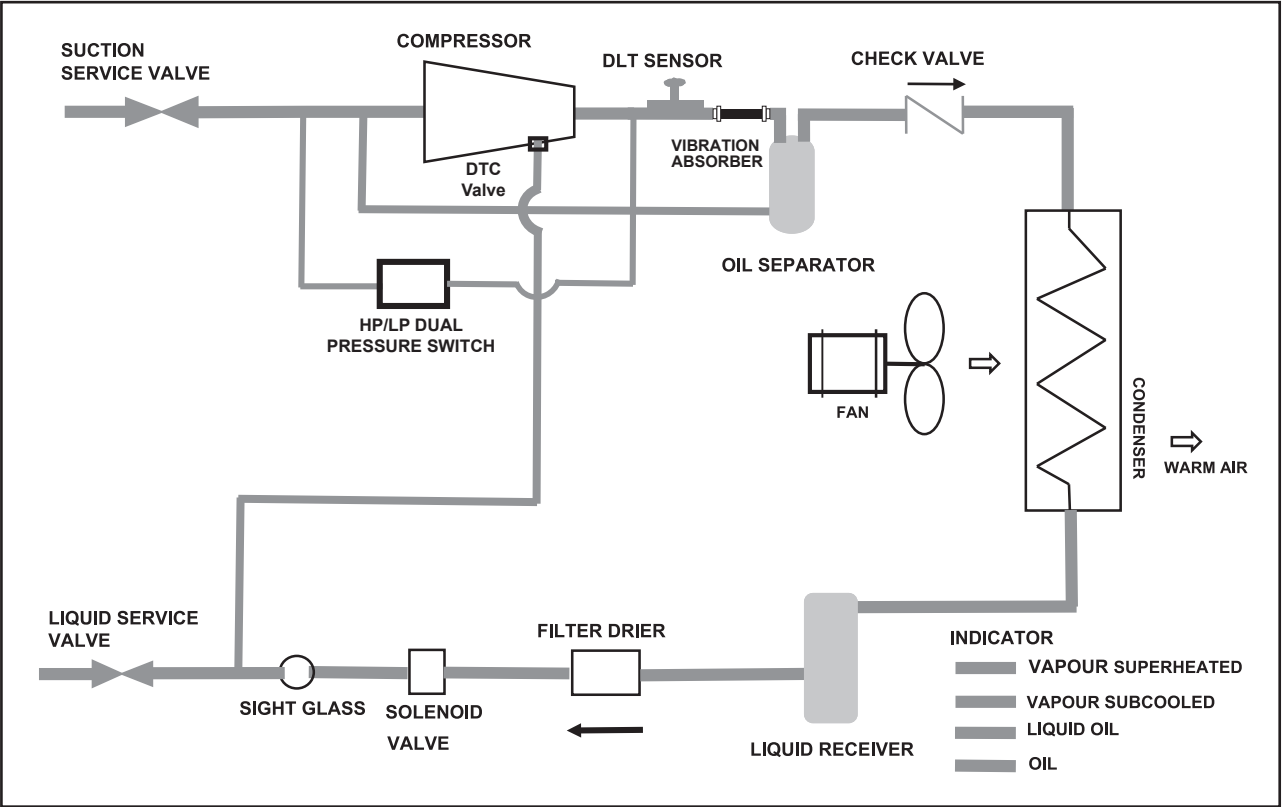 SUCTION
SERVICE VALVE
COMPRESSOR
DLT SENSOR
CHECK VALVE
DTC
Valve
VIBRATION
ABSORBER
OIL SEPARATOR
HP/LP DUAL
PRESSURE SWITCH
FAN
CONDENSER
WARM AIR
LIQUID SERVICE
VALVE
SIGHT GLASS
SOLENOID
VALVE
FILTER DRIER
LIQUID RECEIVER
INDICATOR
VAPOUR SUPERHEATED
VAPOUR SUBCOOLED
LIQUID OIL
OIL